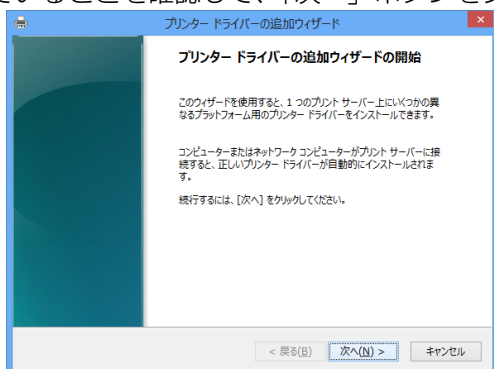 いることを確認して、「次へ」ボタンをク
プリンター ドライバーの追加ウィザード
プリンター ドライバーの追加ウィザードの開始
このウィザードを使用すると、1 つのプリント サーバー上にいくつかの異
なるプラットフォーム用のプリンター ドライバーをインストールできます。
コンピューターまたはネットワーク コンピューターがプリント サーバーに接
続すると、正しいプリンター ドライバーが自動的にインストールされま
す。
続行するには、[次へ] をクリックしてください。
< 戻る(B) 次へ(N) > キャンセル